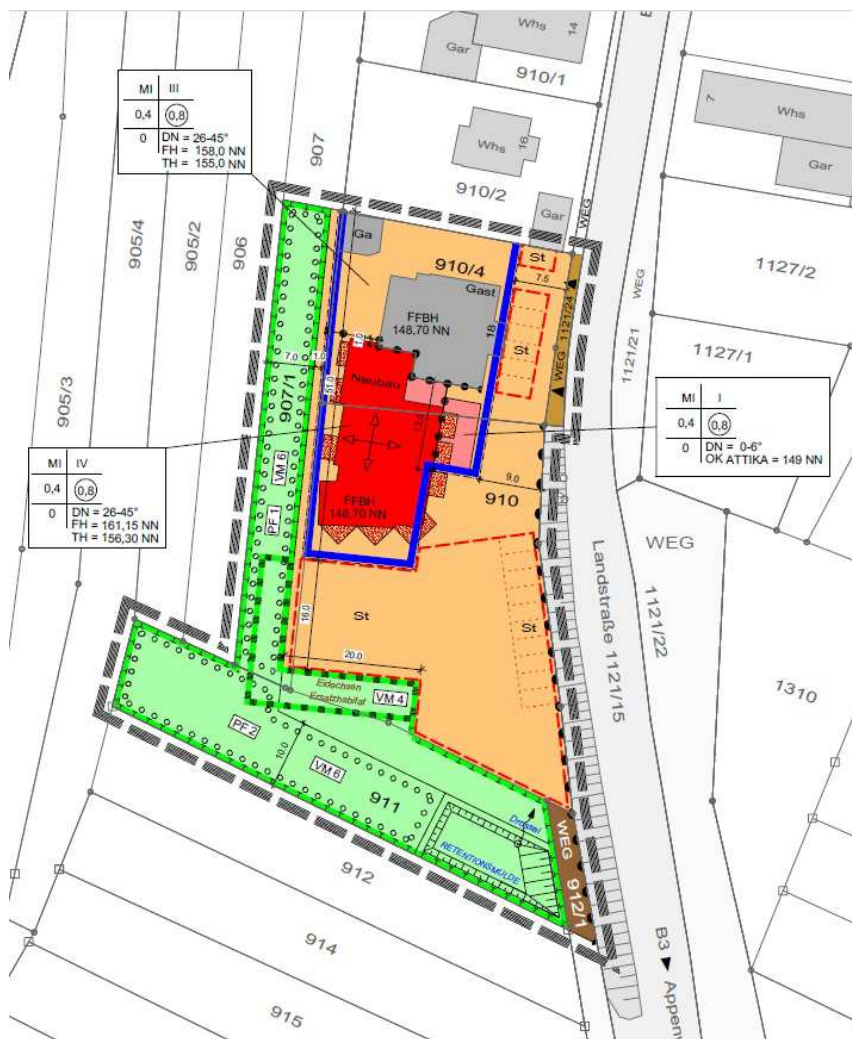 Whs
14
Gar
910/1
7
Whs
Gar
MI III
0,4 0,8
0 DN = 26-45°
FH = 158,0 NN
TH = 155,0 NN
907
Whs
16
910/2
Gar
WEG
905/4
905/2
906
Ga
910/4
St
1127/2
7.5
Gast
WEG
FFBH
148,70 NN
18
St
WEG 1121/24
1121/21
1127/1
1.0
905/3
7.0
1.0
51.0
Neubau
907/1
MI I
0,4 0,8
0 DN = 0-6°
OK ATTIKA = 149 NN
13.0
MI IV
0,4 0,8
0 DN = 26-45°
FH = 161,15 NN
TH = 156,30 NN
VM 6
9.0
910
FFBH
148,70 NN
PF 1
WEG
Landstraße 1121/15
1121/22
16.0
St
St
20.0
Eidechsen
Ersatzhabitat
VM 4
1310
PF 2
10.0
VM 6
911
Drossel
RETENTIONSMULDE
WEG
912/1
912
914
915
B3
Appenw